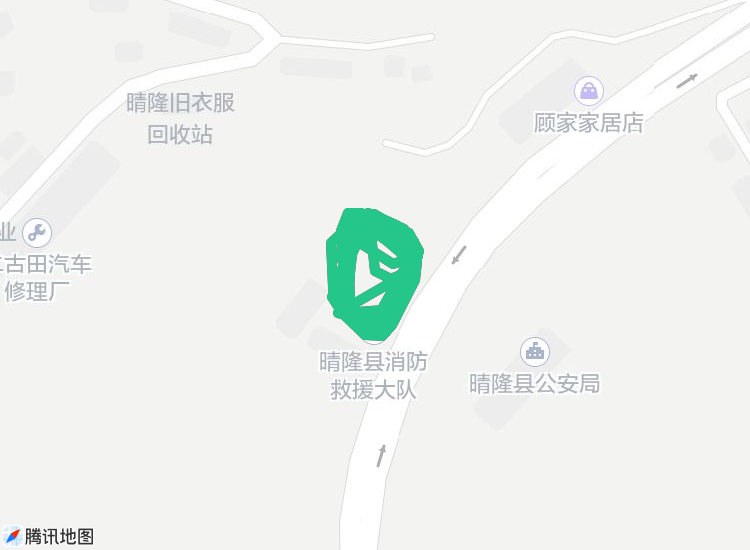 晴隆旧衣服
回收站
顾家家居店
业
古田汽车
修理厂
晴隆县消防
救援大队
晴隆县公安局
腾讯地图